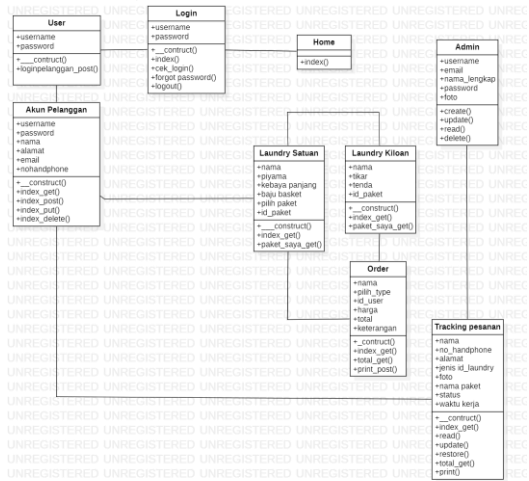 User
+username
+password
+___contruct()
+loginpelanggan_post()
Login
+username
+password
+__contruct()
+index()
+cek_login()
+forgot password()
+logout()
Home
+index()
Admin
+username
+email
+nama_lengkap
+password
+foto
+create()
+update()
+read()
+delete()
Akun Pelanggan
+username
+password
+nama
+alamat
+email
+nohandphone
+__construct()
+index_get()
+index_post()
+index_put()
+index_delete()
Laundry Satuan
+nama
+piyama
+kebaya panjang
+baju basket
+pilih paket
+id_paket
+___construct()
+index_get()
+paket_saya_get()
Laundry Kiloan
+nama
+tikar
+tenda
+id_paket
+__construct()
+index_get()
+paket_saya_get()
Order
+nama
+pilih_type
+id_user
+harga
+total
+keterangan
+_contruct()
+index_get()
+total_get()
+print_post()
Tracking pesanan
+nama
+no_handphone
+alamat
+jenis id_laundry
+foto
+nama paket
+status
+waktu kerja
+__contruct()
+index_get()
+read()
+update()
+restore()
+total_get()
+print()